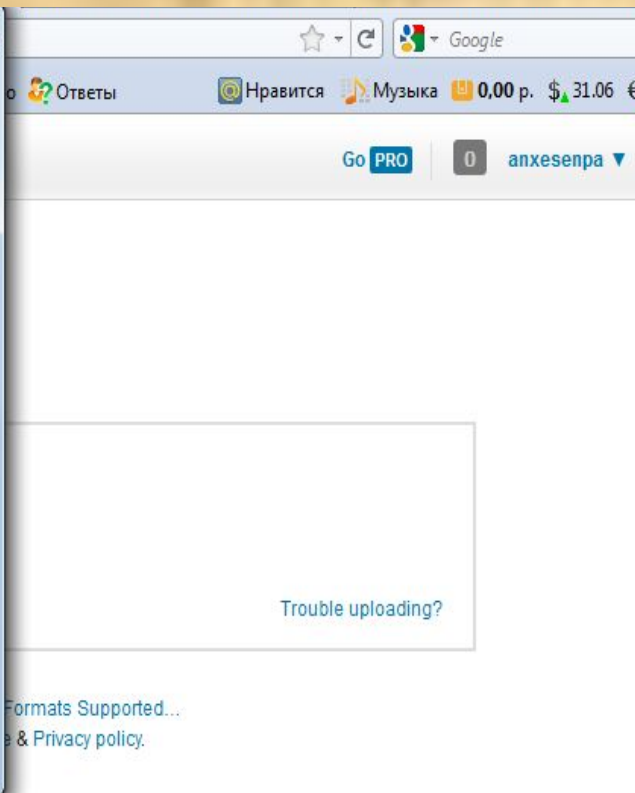 Google
о Ответы Нравится Музыка 0,00 р. $ 31.06 €
Go PRO 0 anxesenpa ▼
Trouble uploading?
Formats Supported...
e & Privacy policy.